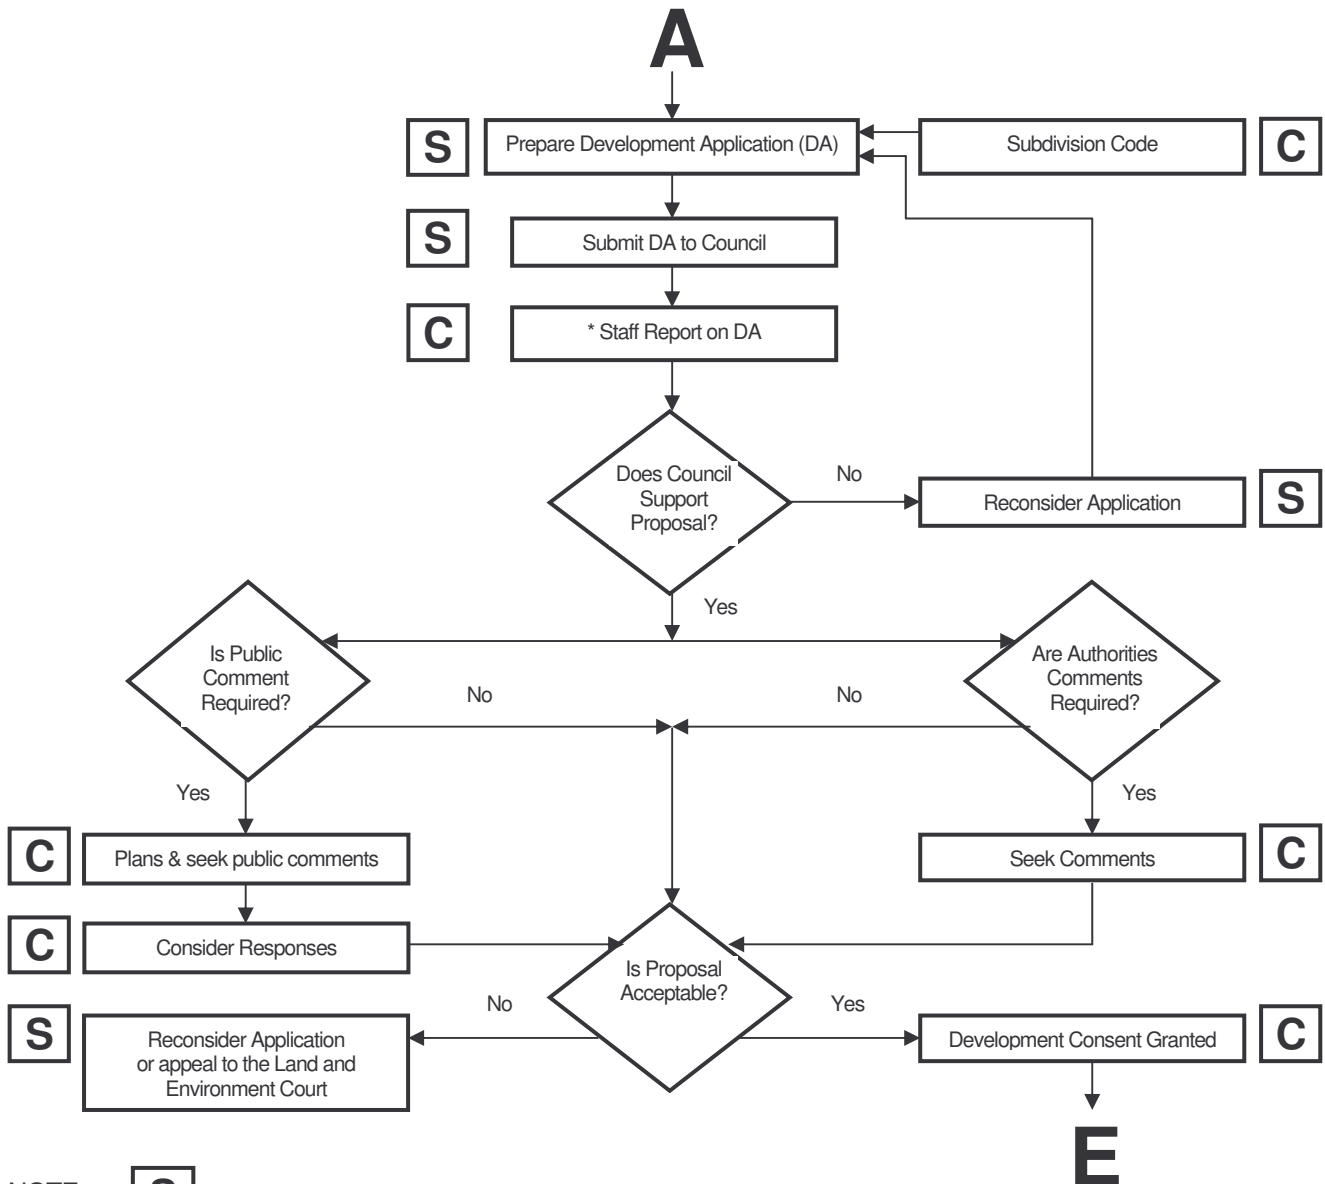 A
S
Prepare Development Application (DA)
Subdivision Code
C
S
Submit DA to Council
C
* Staff Report on DA
Does Council
Support
Proposal?
No
Reconsider Application
S
Yes
Is Public
Comment
Required?
Are Authorities
Comments
Required?
No
No
Yes
Yes
C
Plans & seek public comments
Seek Comments
C
C
Consider Responses
Is Proposal
Acceptable?
No
Yes
S
Reconsider Application
or appeal to the Land and
Environment Court
Development Consent Granted
C
E